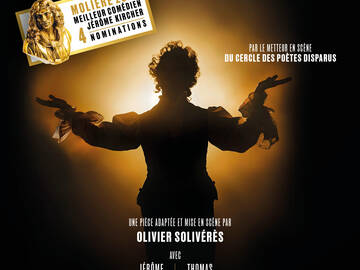 MEILLEUR COMÉDIEN
JÉRÔME KIRCHER
4 NOMINATIONS
PAR LE METTEUR EN SCÈNE
DU CERCLE DES POÈTES DISPARUS
UNE PIÈCE ADAPTÉE ET MISE EN SCÈNE PAR
OLIVIER SOLIVÉRÈS
AVEC
JÉRÔME | THOMAS